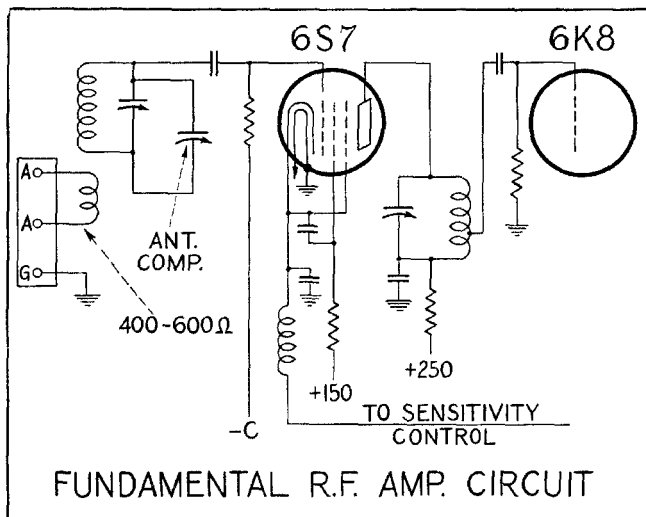 6S7
6K8
A
A
G
ANT.
COMP.
400-600Ω
+150
+250
-C
TO SENSITIVITY
CONTROL
FUNDAMENTAL R.F. AMP. CIRCUIT